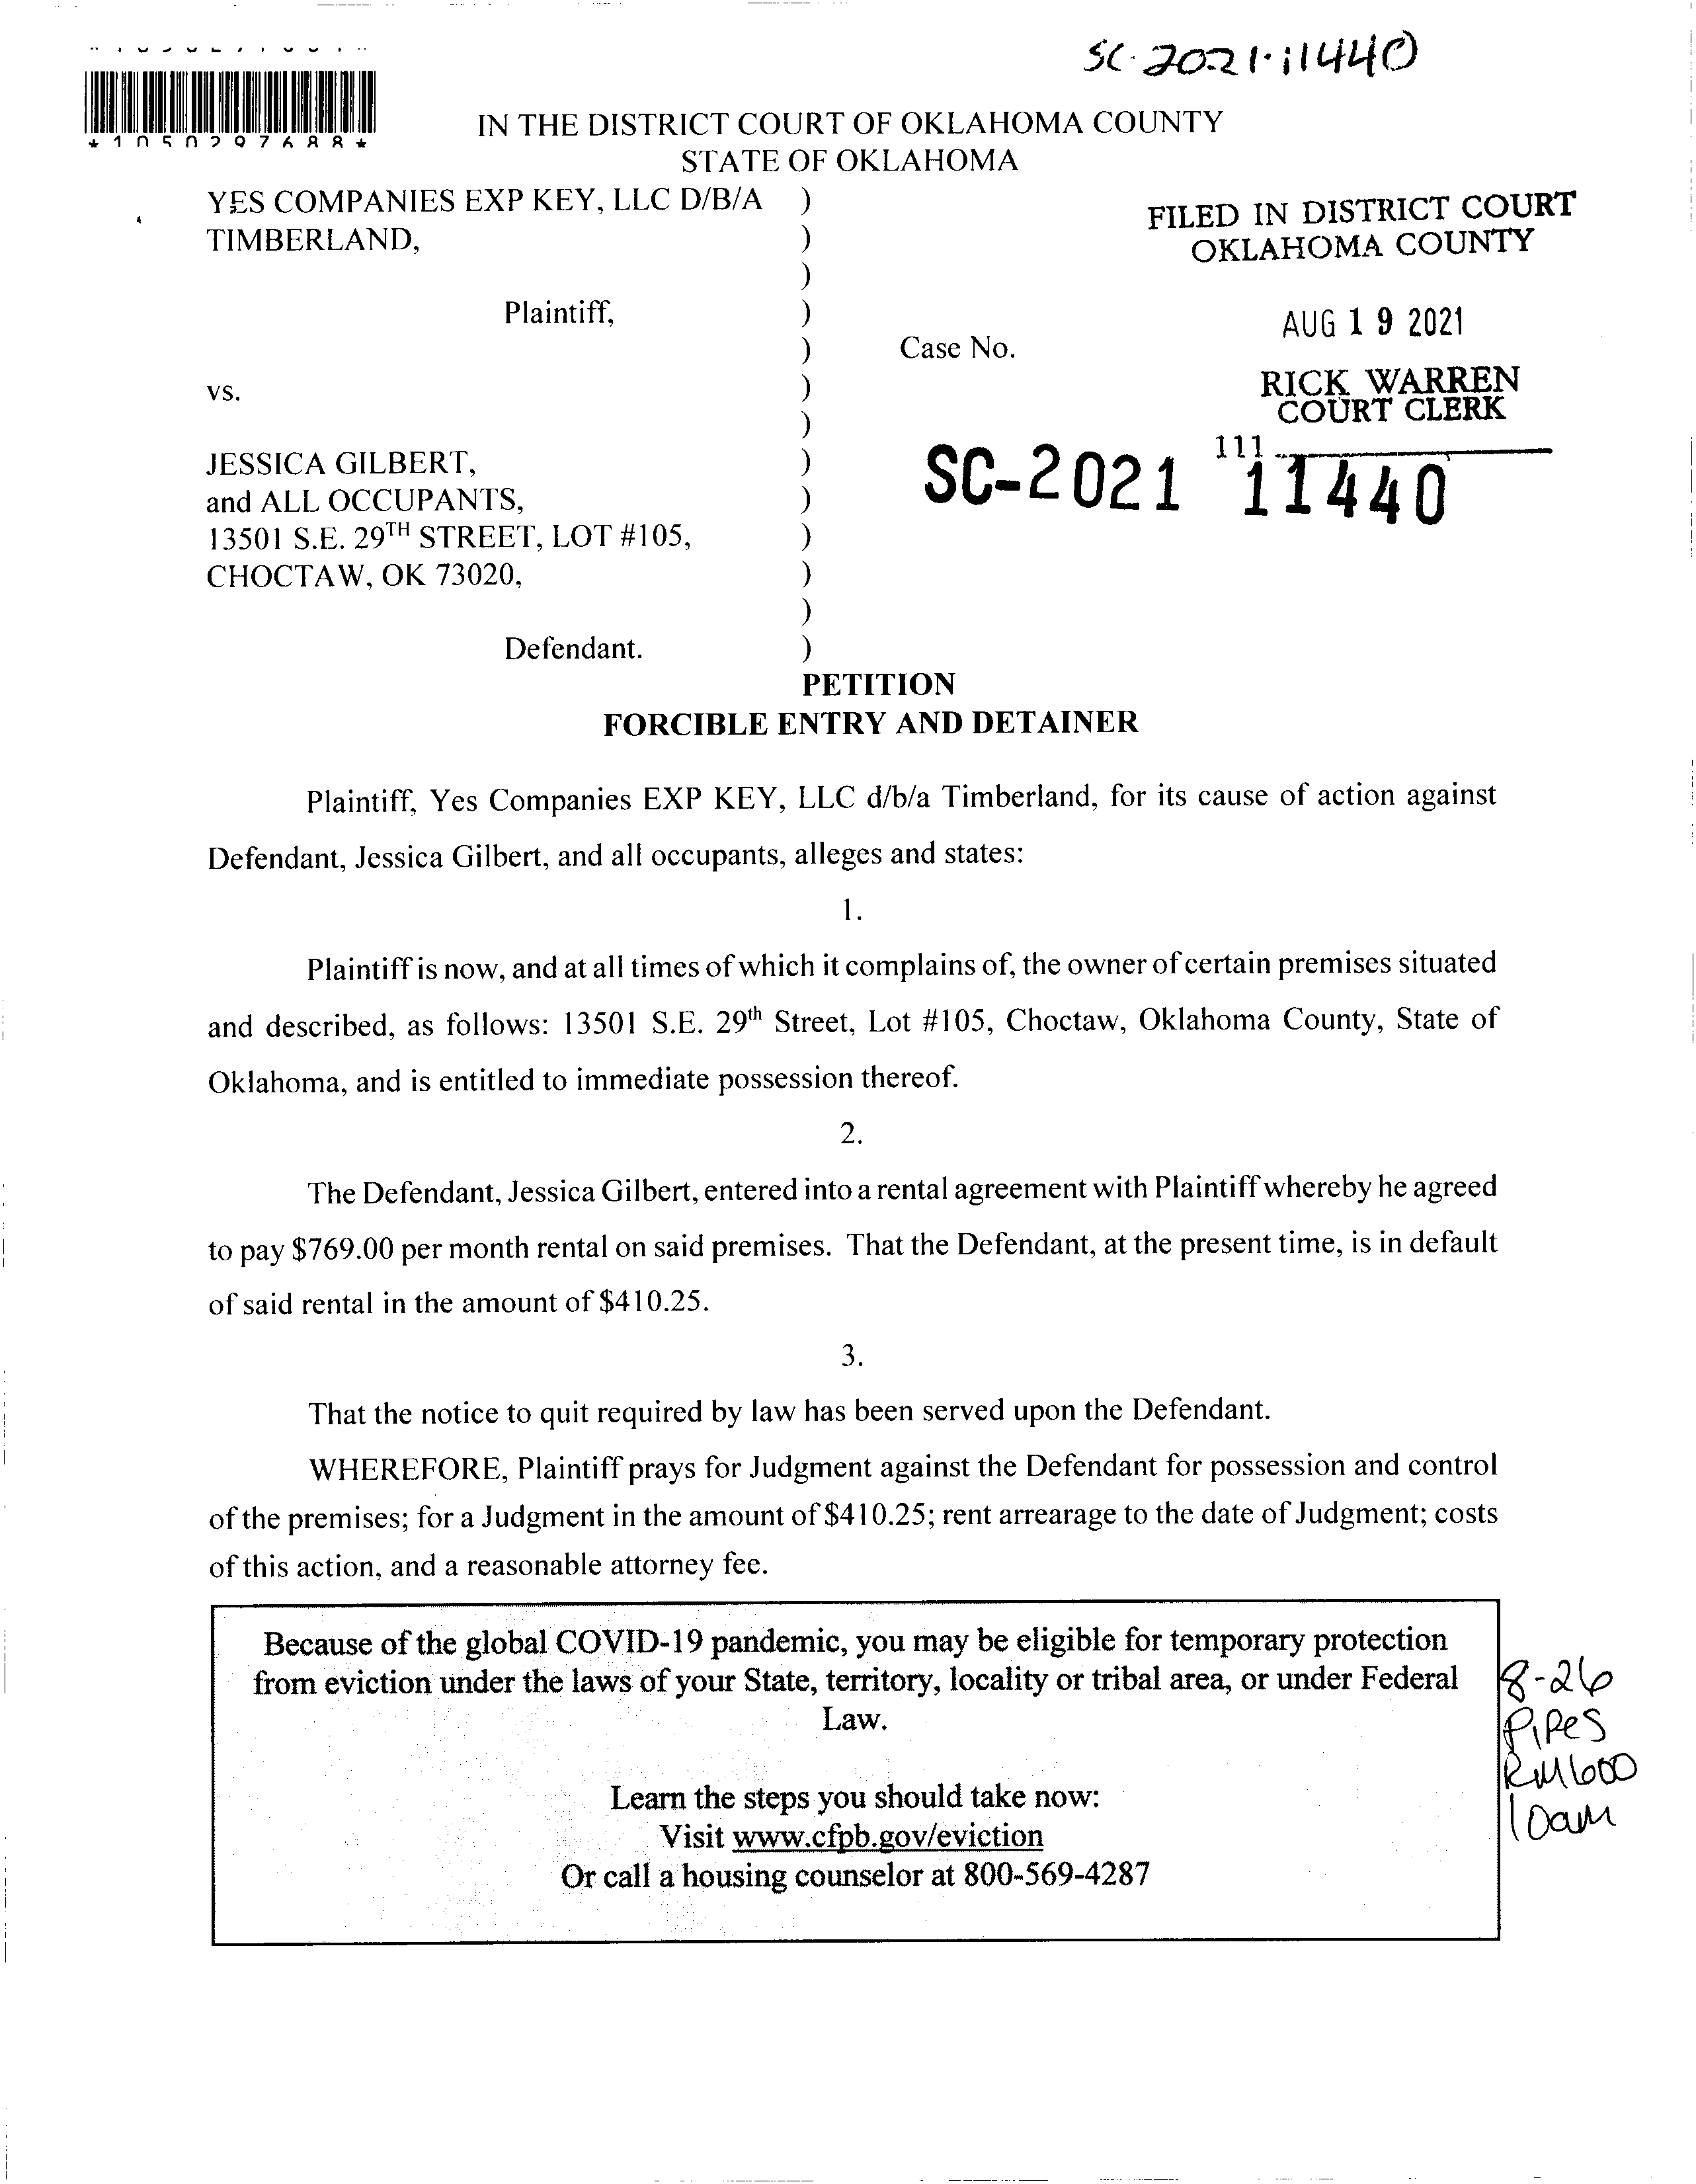 SC-2021-11440
*1050297688*
IN THE DISTRICT COURT OF OKLAHOMA COUNTY
STATE OF OKLAHOMA
YES COMPANIES EXP KEY, LLC D/B/A )
TIMBERLAND, )
)
Plaintiff, )
)
vs. )
)
JESSICA GILBERT, )
and ALL OCCUPANTS, )
13501 S.E. 29TH STREET, LOT #105, )
CHOCTAW, OK 73020, )
)
Defendant. )
FILED IN DISTRICT COURT
OKLAHOMA COUNTY
AUG 19 2021
Case No.
RICK WARREN
COURT CLERK
111
SC-2021 11440
PETITION
FORCIBLE ENTRY AND DETAINER
Plaintiff, Yes Companies EXP KEY, LLC d/b/a Timberland, for its cause of action against
Defendant, Jessica Gilbert, and all occupants, alleges and states:
1.
Plaintiff is now, and at all times of which it complains of, the owner of certain premises situated
and described, as follows: 13501 S.E. 29th Street, Lot #105, Choctaw, Oklahoma County, State of
Oklahoma, and is entitled to immediate possession thereof.
2.
The Defendant, Jessica Gilbert, entered into a rental agreement with Plaintiff whereby he agreed
to pay $769.00 per month rental on said premises. That the Defendant, at the present time, is in default
of said rental in the amount of $410.25.
3.
That the notice to quit required by law has been served upon the Defendant.
WHEREFORE, Plaintiff prays for Judgment against the Defendant for possession and control
of the premises; for a Judgment in the amount of $410.25; rent arrearage to the date of Judgment; costs
of this action, and a reasonable attorney fee.
Because of the global COVID-19 pandemic, you may be eligible for temporary protection
from eviction under the laws of your State, territory, locality or tribal area, or under Federal
Law.
Learn the steps you should take now:
Visit www.cfpb.gov/eviction
Or call a housing counselor at 800-569-4287
8-26
PiPes
RM600
10am